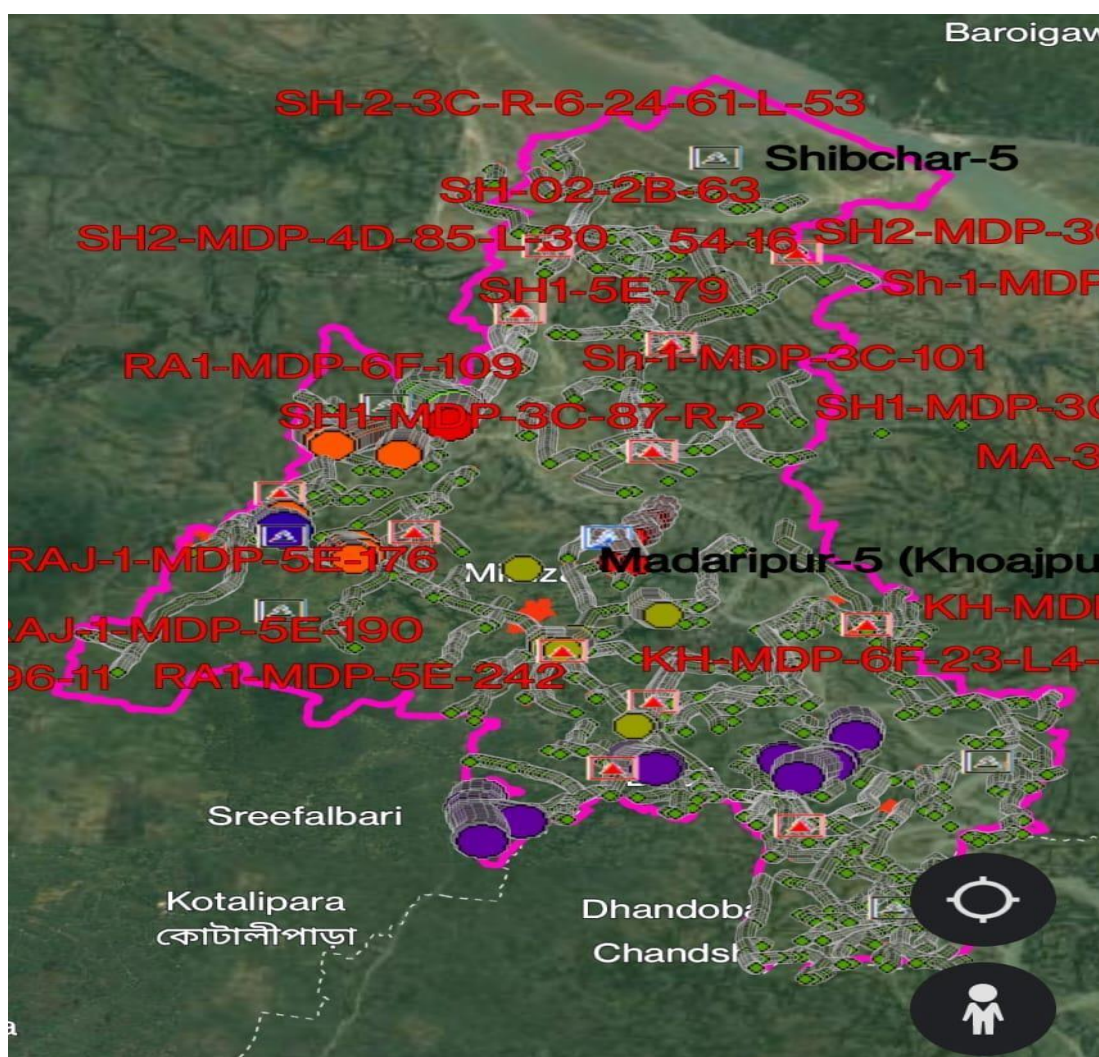 Baroigaw
SH-2-3C-R-6-24-61-L-53
Shibchar-5
SH-02-2B-63
SH2-MDP-4D-85-L-30
54-16
SH2-MDP-3C
SH1-5E-79
Sh-1-MDP
RA1-MDP-6F-109
Sh-1-MDP-3C-101
SH1-MDP-3C-87-R-2
SH1-MDP-3C
MA-3
RAJ-1-MDP-5E-176
Madaripur-5 (Khoajpu
KH-MD
RAJ-1-MDP-5E-190
KH-MDP-6F-23-L4-
96-11
RA1-MDP-5E-242
Sreefalbari
Kotalipara
কোটালীপাড়া
Dhandoba
Chandsh
a